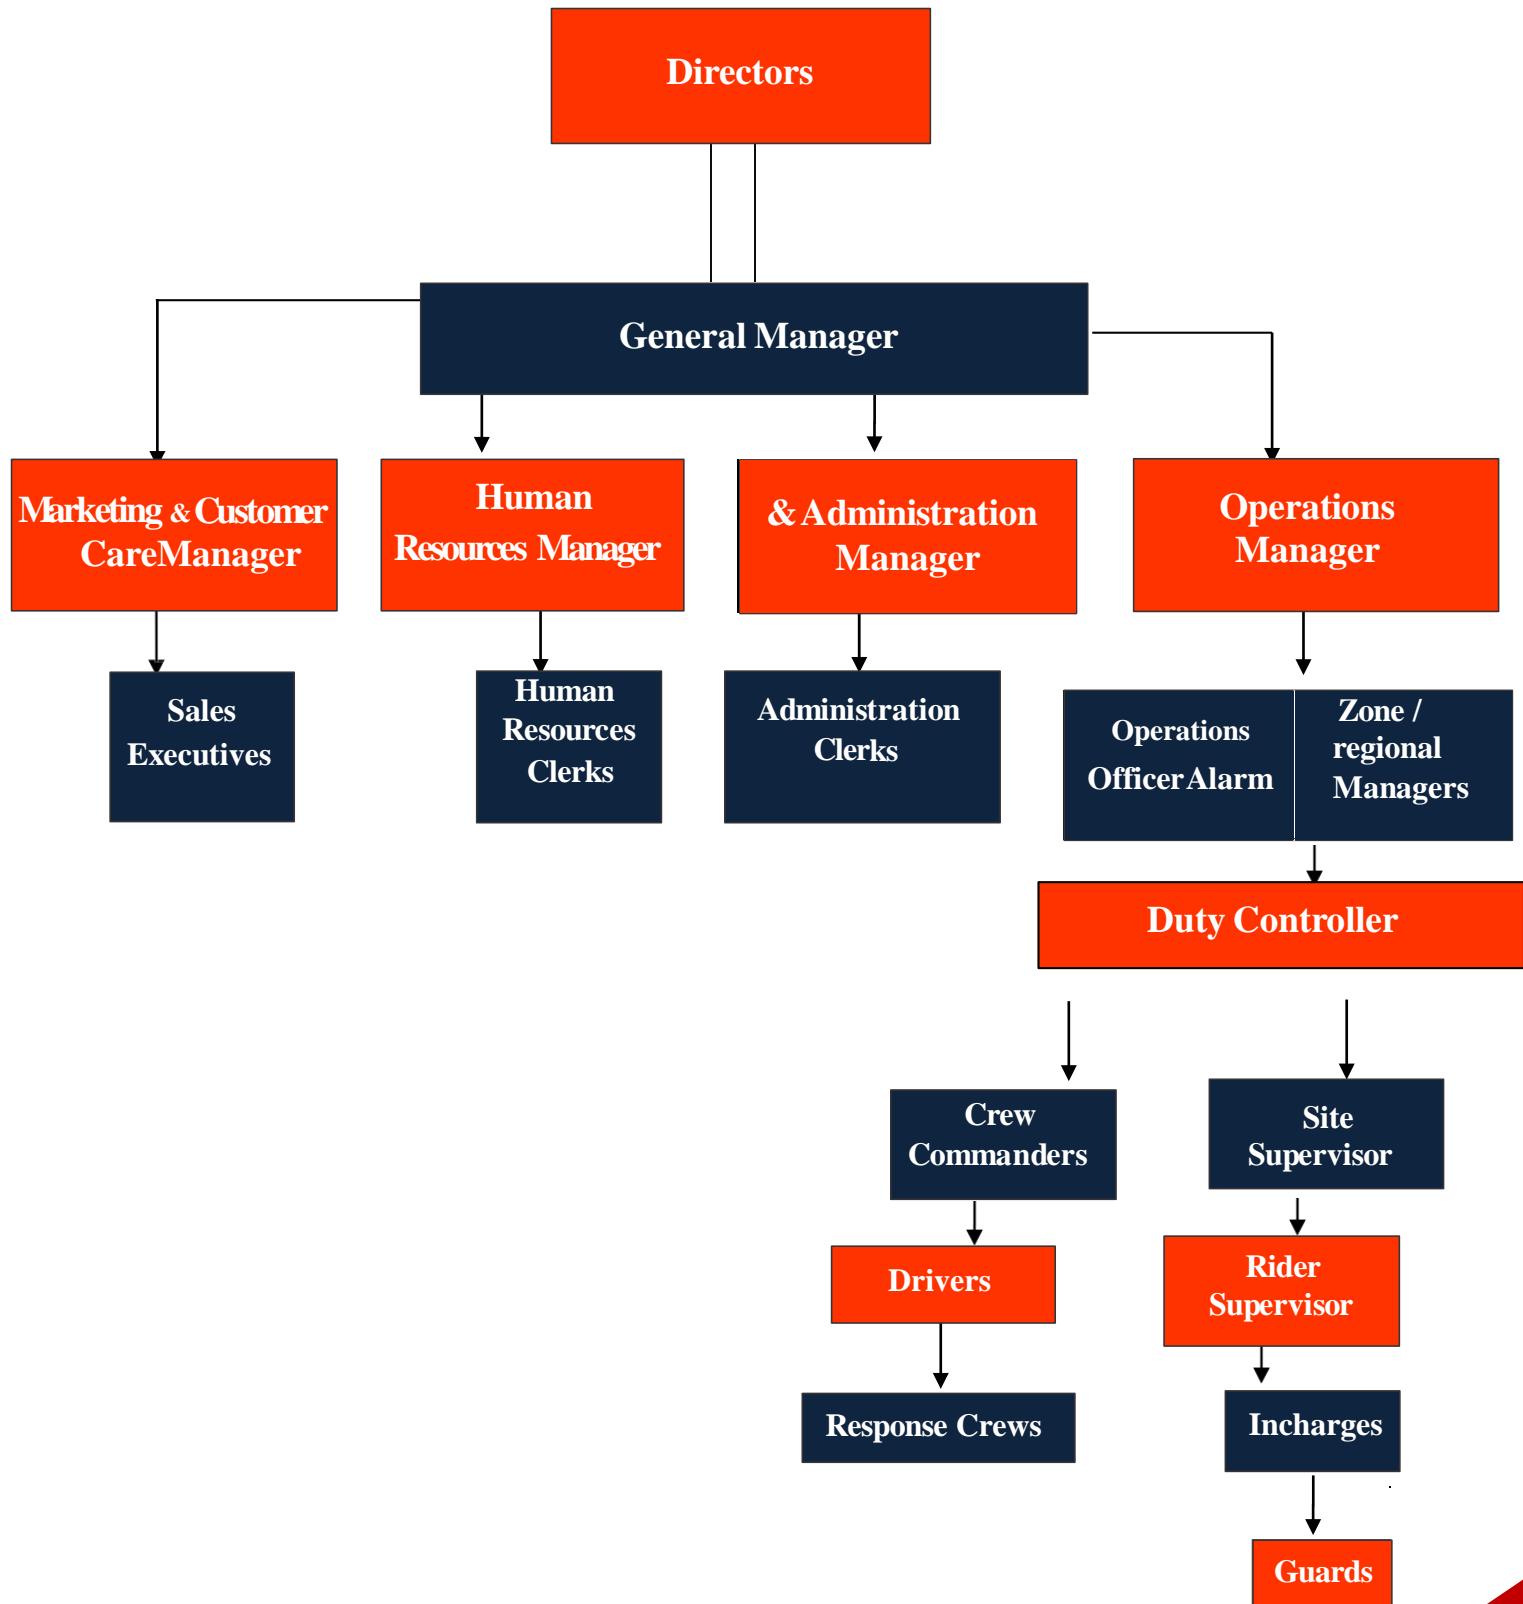 Directors
General Manager
Marketing & Customer
CareManager
Human
Resources Manager
& Administration
Manager
Operations
Manager
Sales
Executives
Human
Resources
Clerks
Administration
Clerks
Operations
Officer Alarm
Zone /
regional
Managers
Duty Controller
Crew
Commanders
Site
Supervisor
Drivers
Rider
Supervisor
Response Crews
Incharges
Guards